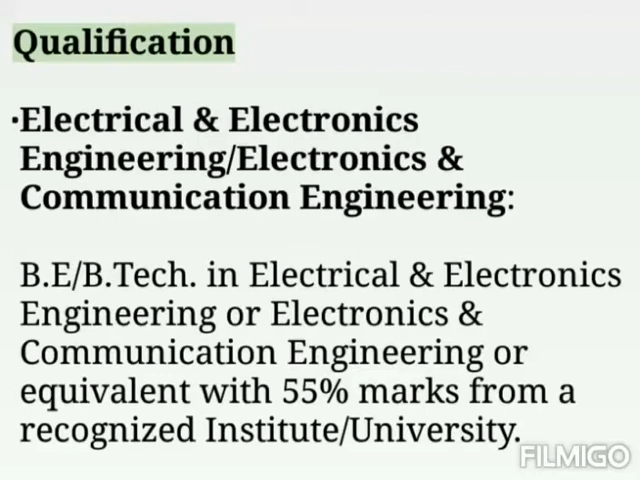 Qualification
·Electrical & Electronics
Engineering/Electronics &
Communication Engineering:
B.E/B.Tech. in Electrical & Electronics
Engineering or Electronics &
Communication Engineering or
equivalent with 55% marks from a
recognized Institute/University.
FILMIGO